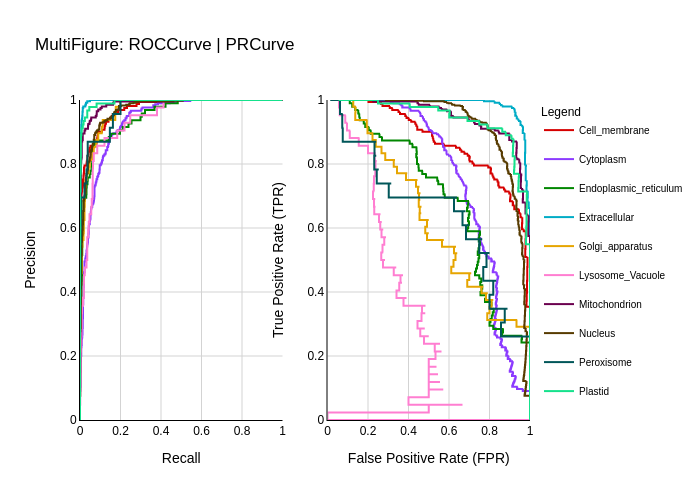 MultiFigure: ROCCurve | PRCurve
Precision
1
0.8
0.6
0.4
0.2
0
0 0.2 0.4 0.6 0.8 1
Recall
True Positive Rate (TPR)
1
0.8
0.6
0.4
0.2
0
0 0.2 0.4 0.6 0.8 1
False Positive Rate (FPR)
Legend
Cell_membrane
Cytoplasm
Endoplasmic_reticulum
Extracellular
Golgi_apparatus
Lysosome_Vacuole
Mitochondrion
Nucleus
Peroxisome
Plastid